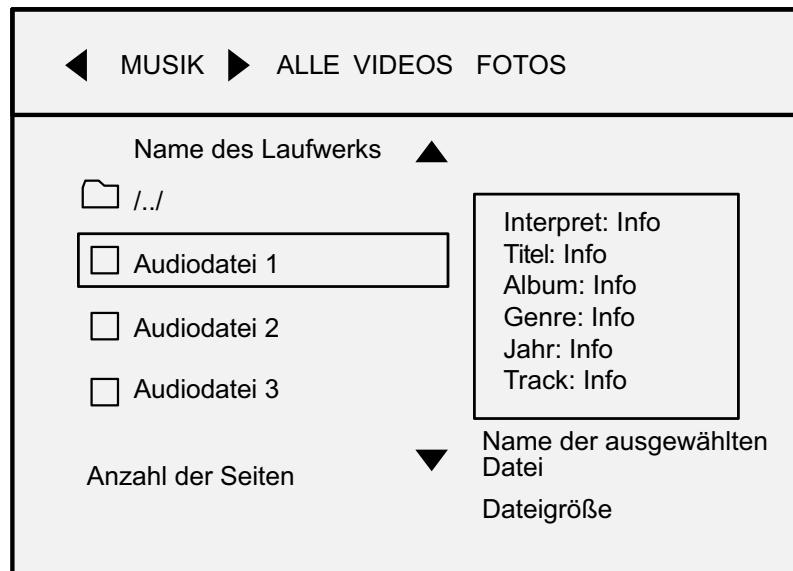 MUSIK ALLE VIDEOS FOTOS
Name des Laufwerks
/../
Audiodatei 1
Audiodatei 2
Audiodatei 3
Anzahl der Seiten
Interpret: Info
Titel: Info
Album: Info
Genre: Info
Jahr: Info
Track: Info
Name der ausgewählten
Datei
Dateigröße